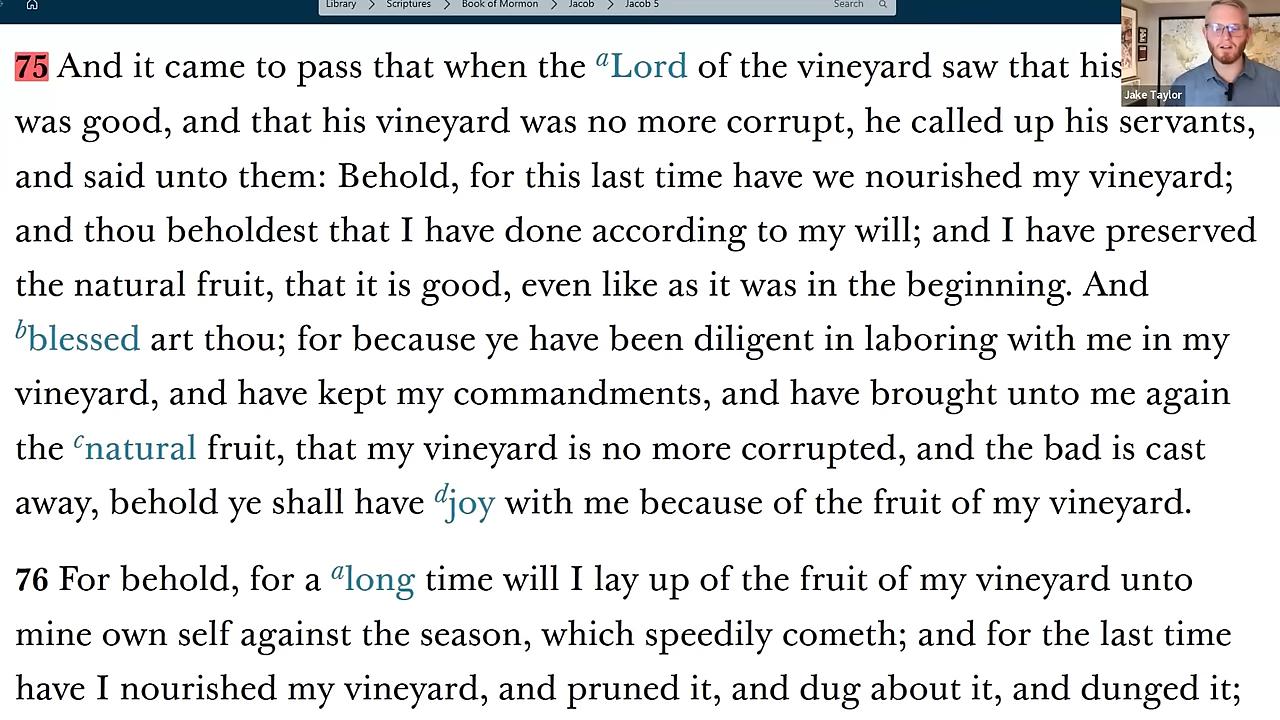 Library > Scriptures > Book of Mormon > Jacob > Jacob 5 Search
Jake Taylor
75 And it came to pass that when the aLord of the vineyard saw that his
was good, and that his vineyard was no more corrupt, he called up his servants,
and said unto them: Behold, for this last time have we nourished my vineyard;
and thou beholdest that I have done according to my will; and I have preserved
the natural fruit, that it is good, even like as it was in the beginning. And
bblessed art thou; for because ye have been diligent in laboring with me in my
vineyard, and have kept my commandments, and have brought unto me again
the cnatural fruit, that my vineyard is no more corrupted, and the bad is cast
away, behold ye shall have djoy with me because of the fruit of my vineyard.
76 For behold, for a along time will I lay up of the fruit of my vineyard unto
mine own self against the season, which speedily cometh; and for the last time
have I nourished my vineyard, and pruned it, and dug about it, and dunged it;